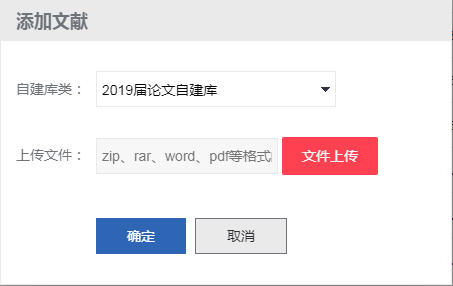 添加文献
自建库类： 2019届论文自建库
上传文件： zip、rar、word、pdf等格式 文件上传
确定 取消